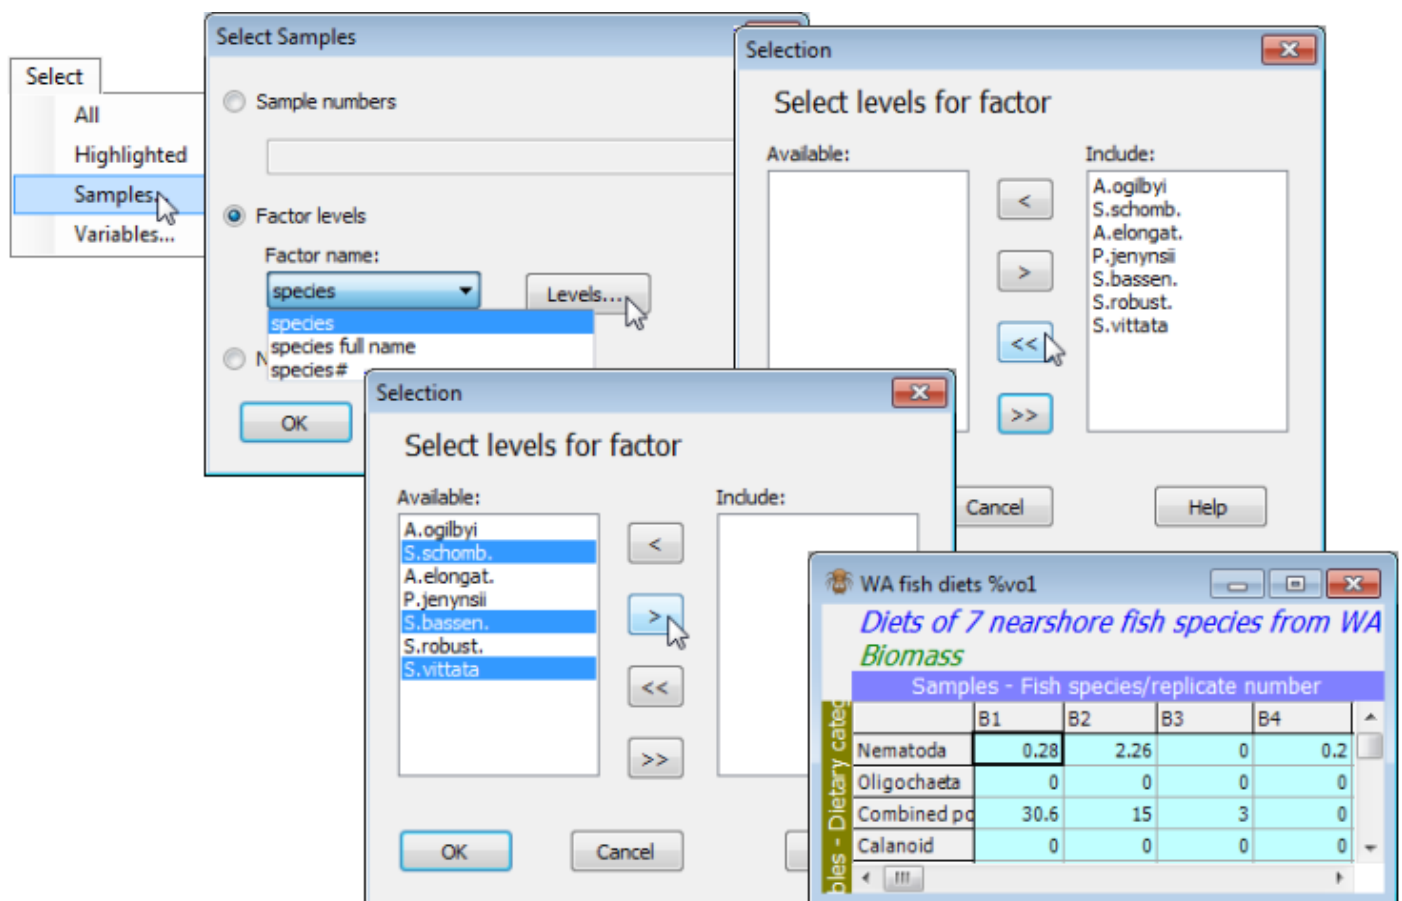 Select
All
Highlighted
Samples...
Variables...
Select Samples
Sample numbers
Factor levels
Factor name:
species
Levels...
species
species full name
species#
N
OK
Selection
Select levels for factor
Available:
Include:
<
>
<<
>>
A.ogilbyi
S.schomb.
A.elongat.
P.jenynsii
S.bassen.
S.robust.
S.vittata
Cancel
Help
Selection
Select levels for factor
Available:
Include:
A.ogilbyi
S.schomb.
A.elongat.
P.jenynsii
S.bassen.
S.robust.
S.vittata
<
>
<<
>>
OK
Cancel
WA fish diets %vo1
Diets of 7 nearshore fish species from WA
Biomass
Samples - Fish species/replicate number
bles - Dietary categ
B1 B2 B3 B4
Nematoda 0.28 2.26 0 0.2
Oligochaeta 0 0 0 0
Combined po 30.6 15 3 0
Calanoid 0 0 0 0